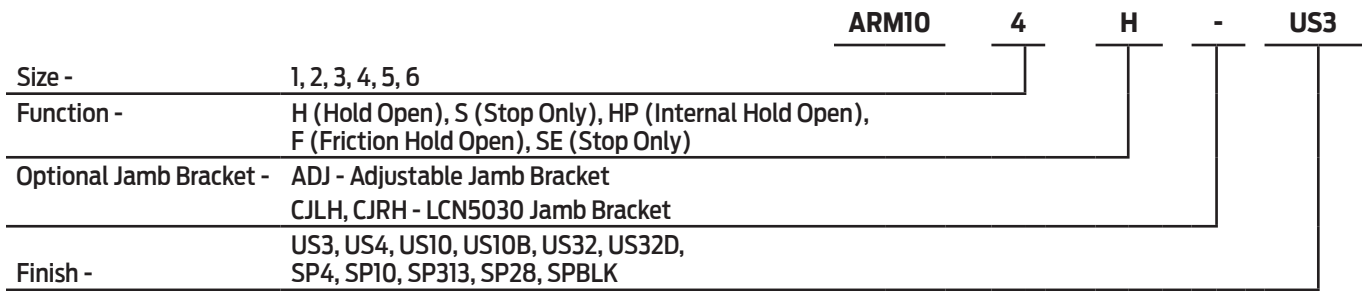 ARM10 4 H - US3
Size - 1, 2, 3, 4, 5, 6
Function - H (Hold Open), S (Stop Only), HP (Internal Hold Open),
F (Friction Hold Open), SE (Stop Only)
Optional Jamb Bracket - ADJ - Adjustable Jamb Bracket
CJLH, CJRH - LCN5030 Jamb Bracket
US3, US4, US10, US10B, US32, US32D,
Finish - SP4, SP10, SP313, SP28, SPBLK